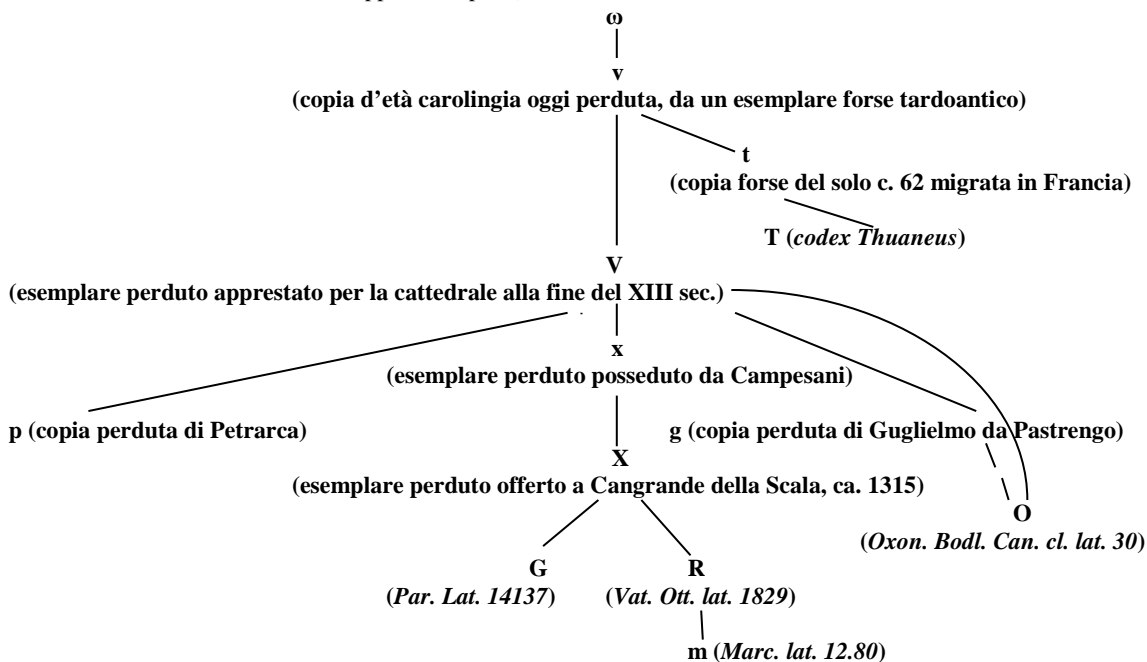 ω
v
(copia d'età carolingia oggi perduta, da un esemplare forse tardoantico)
t
(copia forse del solo c. 62 migrata in Francia)
T (codex Thuaneus)
V
(esemplare perduto apprestato per la cattedrale alla fine del XIII sec.)
x
(esemplare perduto posseduto da Campesani)
p (copia perduta di Petrarca) g (copia perduta di Guglielmo da Pastrengo)
X
(esemplare perduto offerto a Cangrande della Scala, ca. 1315)
O
(Oxon. Bodl. Can. cl. lat. 30)
G R
(Par. Lat. 14137) (Vat. Ott. lat. 1829)
m (Marc. lat. 12.80)